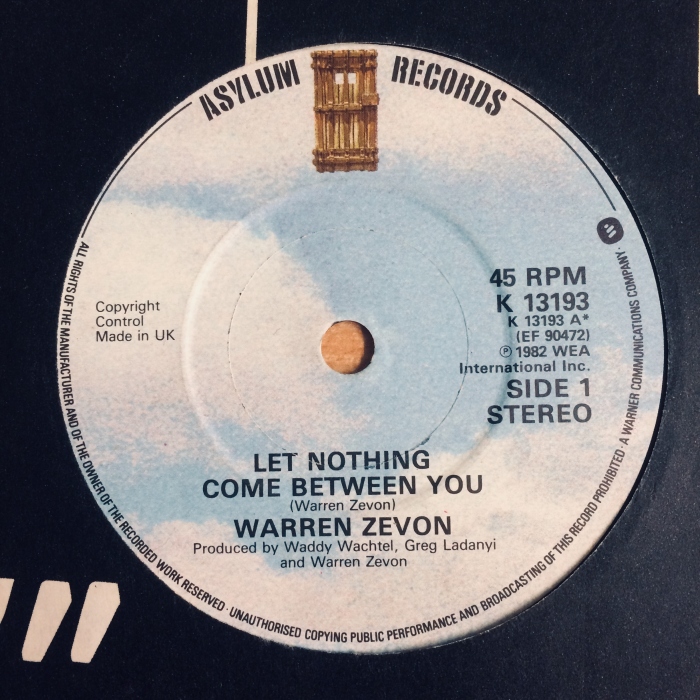 ASYLUM RECORDS
Copyright
Control
Made in UK
45 RPM
K 13193
K 13193 A*
(EF 90472)
Ⓟ 1982 WEA
International Inc.
SIDE 1
STEREO
LET NOTHING
COME BETWEEN YOU
(Warren Zevon)
WARREN ZEVON
Produced by Waddy Wachtel, Greg Ladanyi
and Warren Zevon
ALL RIGHTS OF THE MANUFACTURER AND OF THE OWNER OF THE RECORDED WORK RESERVED · UNAUTHORISED COPYING PUBLIC PERFORMANCE AND BROADCASTING OF THIS RECORD PROHIBITED · A WARNER COMMUNICATIONS COMPANY ·